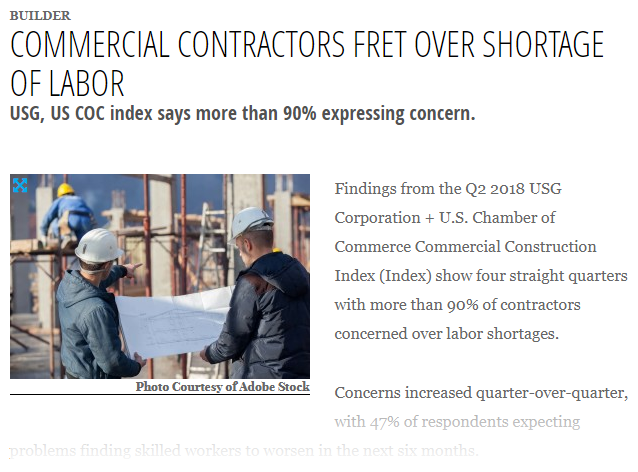 BUILDER
COMMERCIAL CONTRACTORS FRET OVER SHORTAGE
OF LABOR
USG, US COC index says more than 90% expressing concern.
Photo Courtesy of Adobe Stock
Findings from the Q2 2018 USG
Corporation + U.S. Chamber of
Commerce Commercial Construction
Index (Index) show four straight quarters
with more than 90% of contractors
concerned over labor shortages.
Concerns increased quarter-over-quarter,
with 47% of respondents expecting
problems finding skilled workers to worsen in the next six months.